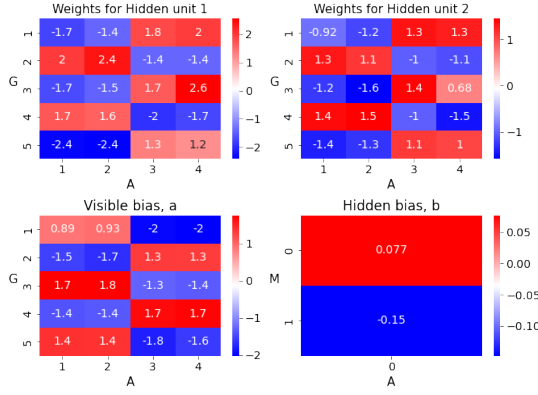 Weights for Hidden unit 1
1 -1.7 -1.4 1.8 2
2 2 2.4 -1.4 -1.4
G 3 -1.7 -1.5 1.7 2.6
4 1.7 1.6 -2 -1.7
5 -2.4 -2.4 1.3 1.2
1 2 3 4
A
2
1
0
-1
-2
Weights for Hidden unit 2
1 -0.92 -1.2 1.3 1.3
2 1.3 1.1 -1 -1.1
G 3 -1.2 -1.6 1.4 0.68
4 1.4 1.5 -1 -1.5
5 -1.4 -1.3 1.1 1
1 2 3 4
A
1
0
-1
Visible bias, a
1 0.89 0.93 -2 -2
2 -1.5 -1.7 1.3 1.3
G 3 1.7 1.8 -1.3 -1.4
4 -1.4 -1.4 1.7 1.7
5 1.4 1.4 -1.8 -1.6
1 2 3 4
A
1
0
-1
-2
Hidden bias, b
0 0.077
M
1 -0.15
0
A
0.05
0.00
-0.05
-0.10